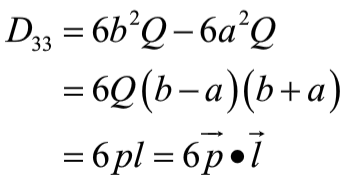 D₃₃ = 6b²Q − 6a²Q
= 6Q(b − a)(b + a)
= 6pl = 6p⃗ • l⃗